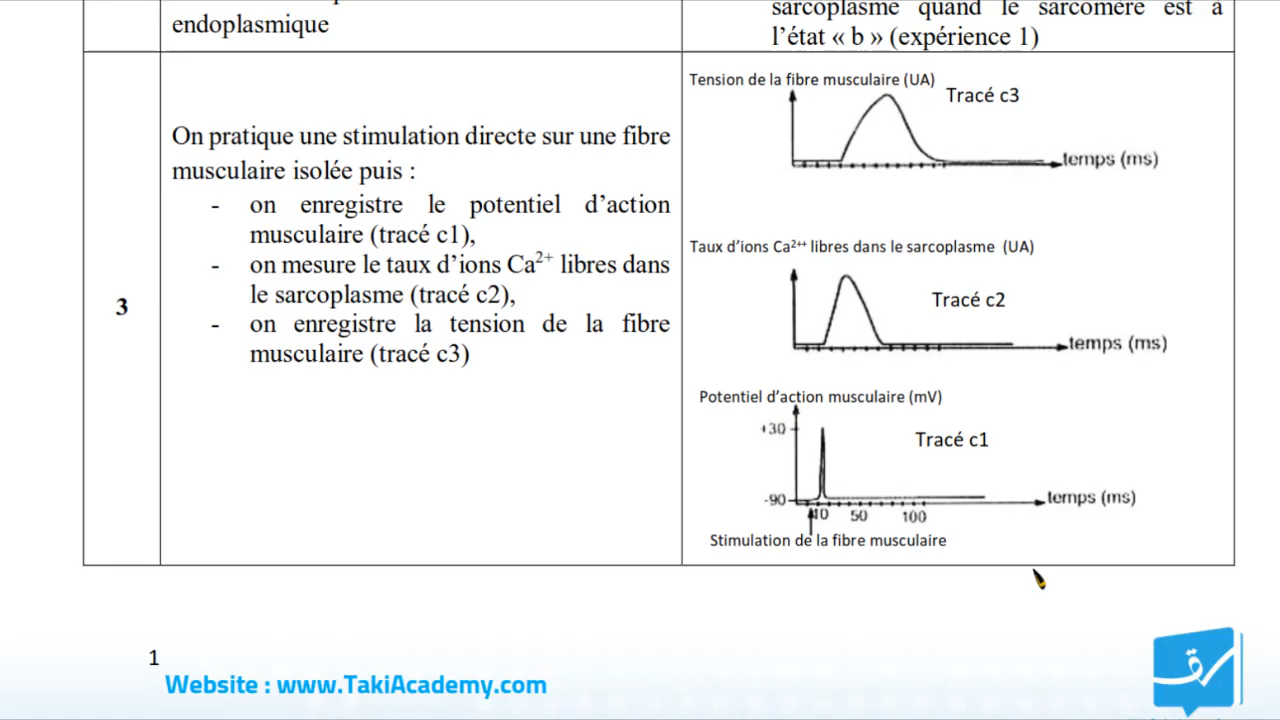 endoplasmique
sarcoplasme quand le sarcomère est à
l’état « b » (expérience 1)
3
On pratique une stimulation directe sur une fibre
musculaire isolée puis :
- on enregistre le potentiel d’action
musculaire (tracé c1),
- on mesure le taux d’ions Ca²⁺ libres dans
le sarcoplasme (tracé c2),
- on enregistre la tension de la fibre
musculaire (tracé c3)
Tension de la fibre musculaire (UA)
Tracé c3
temps (ms)
Taux d’ions Ca²⁺⁺ libres dans le sarcoplasme (UA)
Tracé c2
temps (ms)
Potentiel d’action musculaire (mV)
+30
Tracé c1
-90
temps (ms)
10 50 100
Stimulation de la fibre musculaire
1
Website : www.TakiAcademy.com